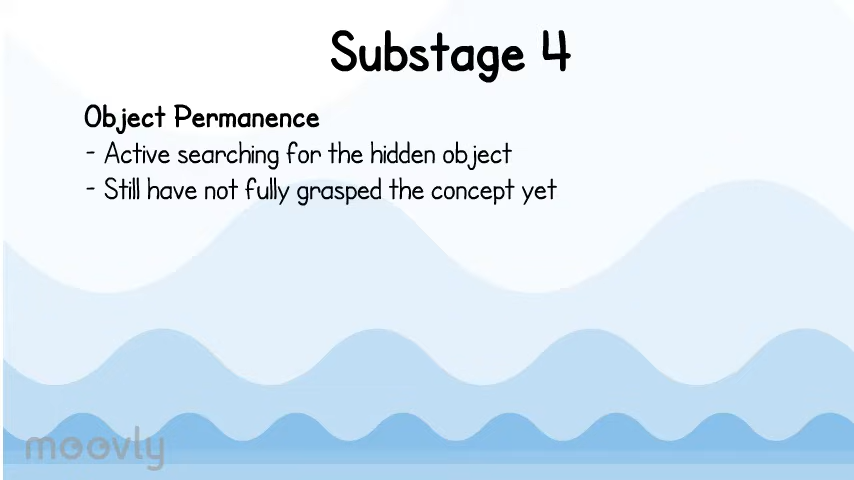 Substage 4
Object Permanence
- Active searching for the hidden object
- Still have not fully grasped the concept yet
moovly